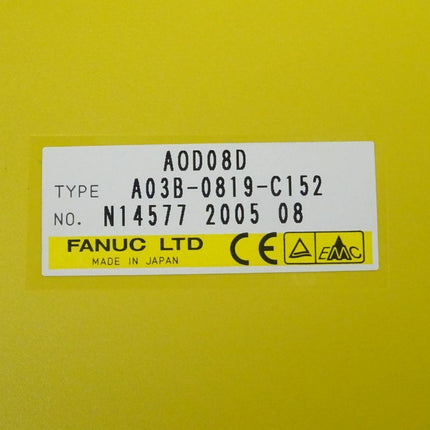 AOD08D
TYPE A03B-0819-C152
NO. N14577 2005 08
FANUC LTD
MADE IN JAPAN
CE
EMC